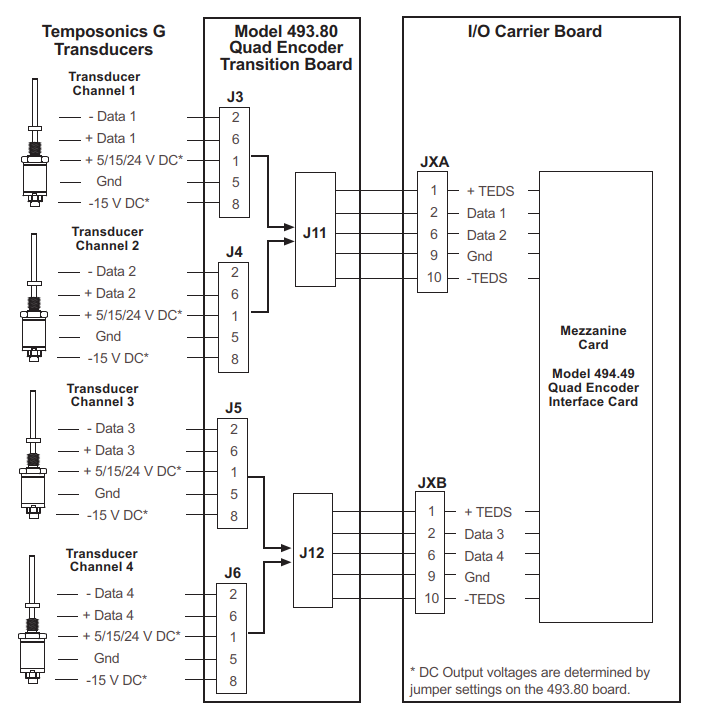 Temposonics G
Transducers
Model 493.80
Quad Encoder
Transition Board
I/O Carrier Board
Transducer
Channel 1
- Data 1
+ Data 1
+ 5/15/24 V DC*
Gnd
-15 V DC*
J3
2
6
1
5
8
Transducer
Channel 2
- Data 2
+ Data 2
+ 5/15/24 V DC*
Gnd
-15 V DC*
J4
2
6
1
5
8
J11
JXA
1 + TEDS
2 Data 1
6 Data 2
9 Gnd
10 -TEDS
Mezzanine
Card
Model 494.49
Quad Encoder
Interface Card
Transducer
Channel 3
- Data 3
+ Data 3
+ 5/15/24 V DC*
Gnd
-15 V DC*
J5
2
6
1
5
8
Transducer
Channel 4
- Data 4
+ Data 4
+ 5/15/24 V DC*
Gnd
-15 V DC*
J6
2
6
1
5
8
J12
JXB
1 + TEDS
2 Data 3
6 Data 4
9 Gnd
10 -TEDS
* DC Output voltages are determined by
jumper settings on the 493.80 board.